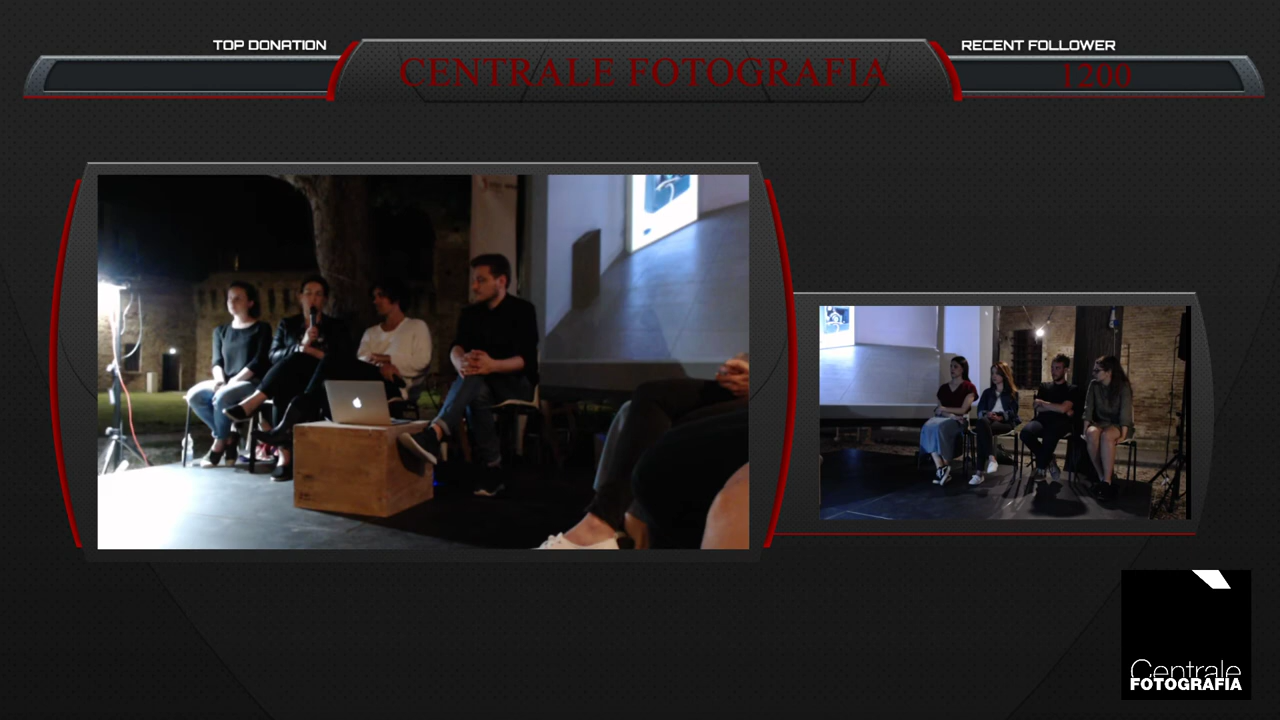 TOP DONATION
CENTRALE FOTOGRAFIA
RECENT FOLLOWER
1200
Centrale
FOTOGRAFIA